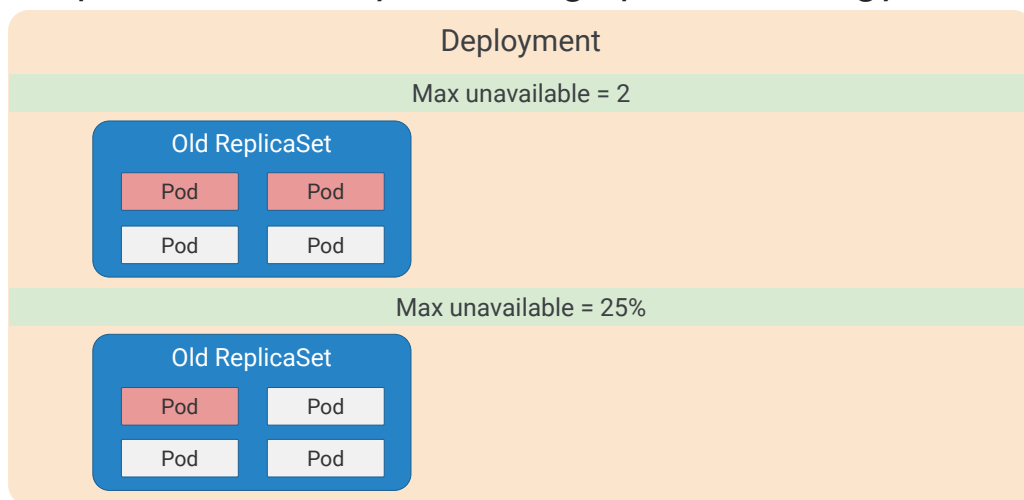 Deployment
Max unavailable = 2
Old ReplicaSet
Pod Pod
Pod Pod
Max unavailable = 25%
Old ReplicaSet
Pod Pod
Pod Pod